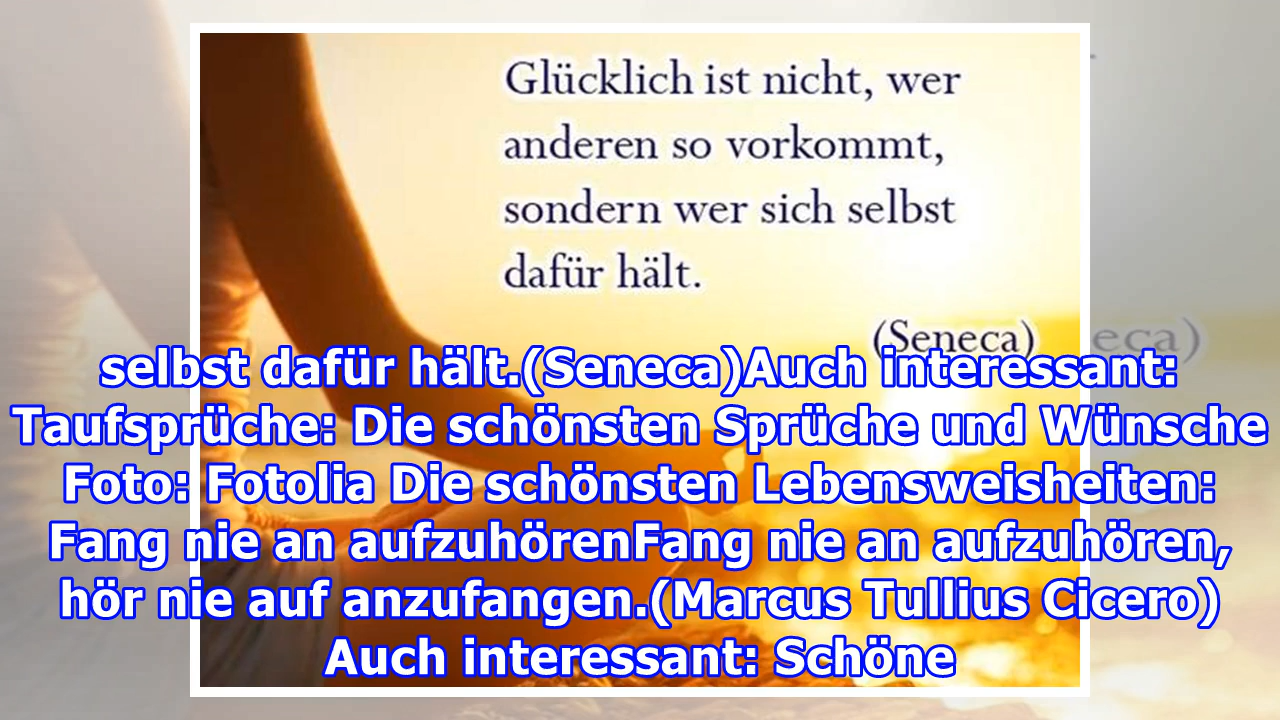 Glücklich ist nicht, wer
anderen so vorkommt,
sondern wer sich selbst
dafür hält.
(Seneca)
eca)
selbst dafür hält.(Seneca)Auch interessant:
Taufsprüche: Die schönsten Sprüche und Wünsche
Foto: Fotolia Die schönsten Lebensweisheiten:
Fang nie an aufzuhörenFang nie an aufzuhören,
hör nie auf anzufangen.(Marcus Tullius Cicero)
Auch interessant: Schöne